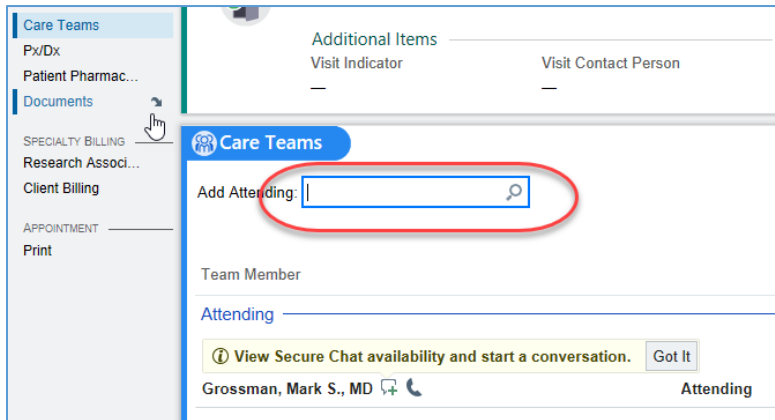 Care Teams
Px/Dx
Patient Pharmac...
Documents
SPECIALTY BILLING
Research Associ...
Client Billing
APPOINTMENT
Print
Additional Items
Visit Indicator
Visit Contact Person
—
—
Care Teams
Add Attending:
Team Member
Attending
View Secure Chat availability and start a conversation. Got It
Grossman, Mark S., MD Attending